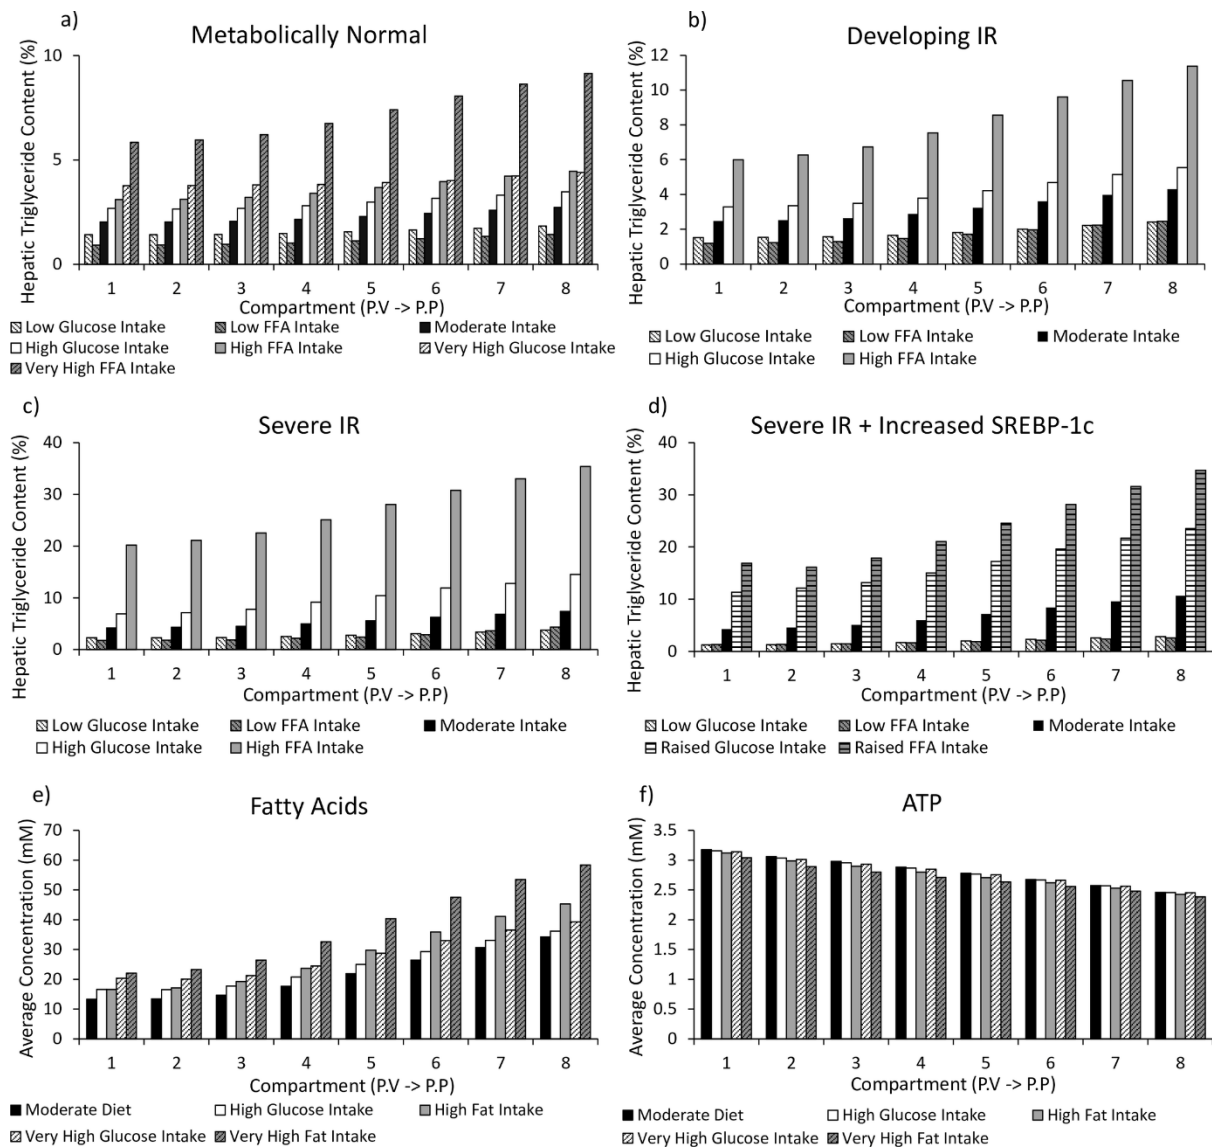 a)
Metabolically Normal
Hepatic Triglyceride Content (%)
10
5
0
1 2 3 4 5 6 7 8
Compartment (P.V -> P.P)
Low Glucose Intake Low FFA Intake Moderate Intake
High Glucose Intake High FFA Intake Very High Glucose Intake
Very High FFA Intake
b)
Developing IR
Hepatic Triglyceride Content (%)
12
10
8
6
4
2
0
1 2 3 4 5 6 7 8
Compartment (P.V -> P.P)
Low Glucose Intake Low FFA Intake Moderate Intake
High Glucose Intake High FFA Intake
c)
Severe IR
Hepatic Triglyceride Content (%)
40
30
20
10
0
1 2 3 4 5 6 7 8
Compartment (P.V -> P.P)
Low Glucose Intake Low FFA Intake Moderate Intake
High Glucose Intake High FFA Intake
d)
Severe IR + Increased SREBP-1c
Hepatic Triglyceride Content (%)
40
30
20
10
0
1 2 3 4 5 6 7 8
Compartment (P.V -> P.P)
Low Glucose Intake Low FFA Intake Moderate Intake
Raised Glucose Intake Raised FFA Intake
e)
Fatty Acids
Average Concentration (mM)
70
60
50
40
30
20
10
0
1 2 3 4 5 6 7 8
Compartment (P.V -> P.P)
Moderate Diet High Glucose Intake High Fat Intake
Very High Glucose Intake Very High Fat Intake
f)
ATP
Average Concentration (mM)
3.5
3
2.5
2
1.5
1
0.5
0
1 2 3 4 5 6 7 8
Compartment (P.V -> P.P)
Moderate Diet High Glucose Intake High Fat Intake
Very High Glucose Intake Very High Fat Intake